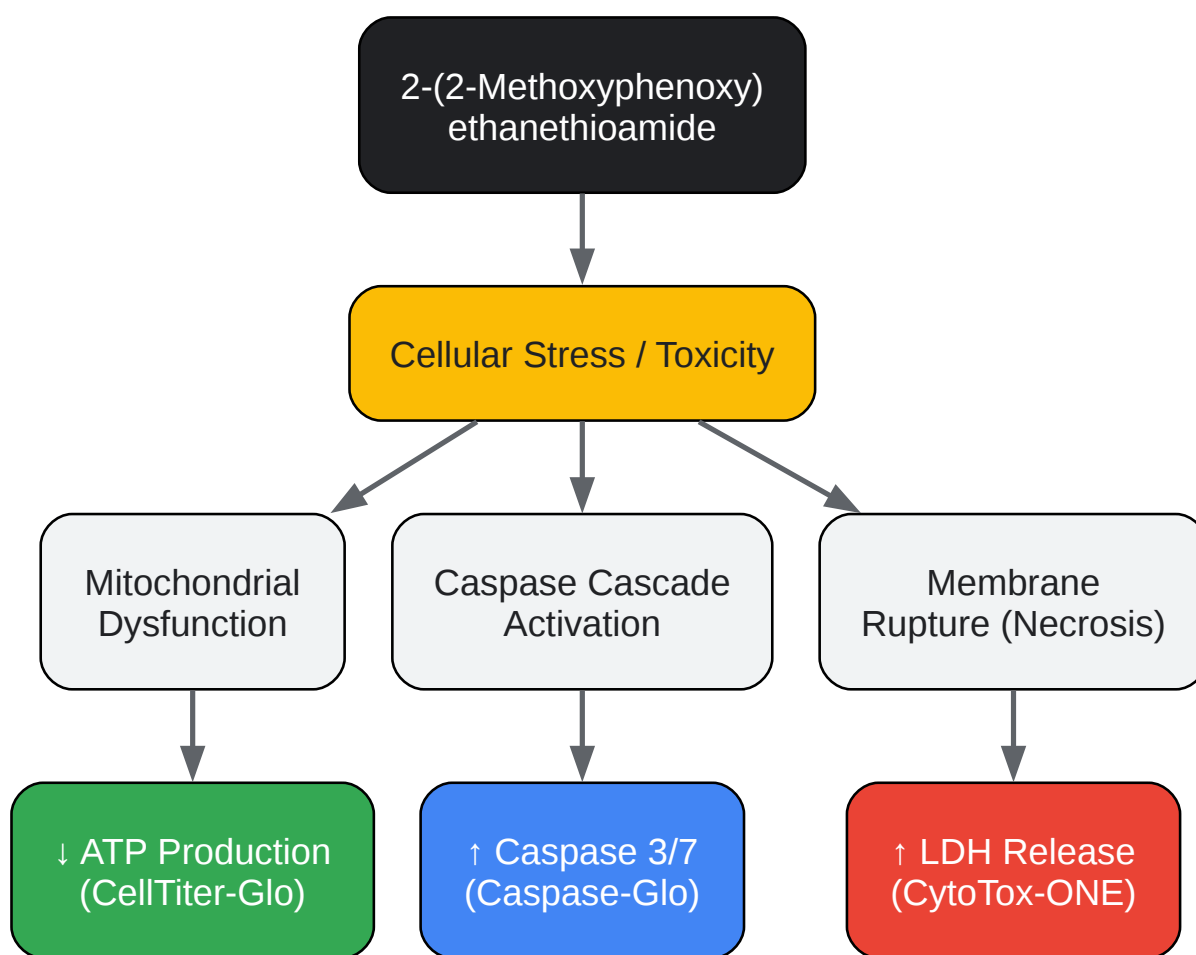 2-(2-Methoxyphenoxy)
ethanethioamide
Cellular Stress / Toxicity
Mitochondrial
Dysfunction
Caspase Cascade
Activation
Membrane
Rupture (Necrosis)
↓ ATP Production
(CellTiter-Glo)
↑ Caspase 3/7
(Caspase-Glo)
↑ LDH Release
(CytoTox-ONE)